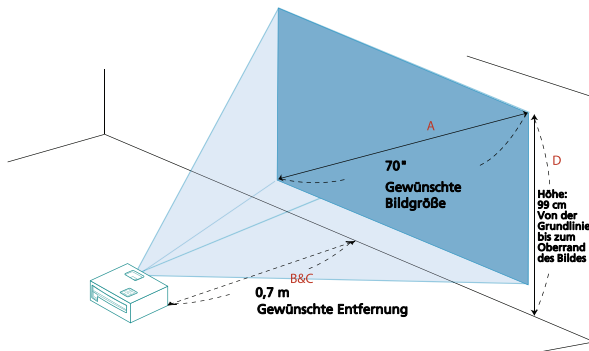 A
70"
Gewünschte
Bildgröße
D
Höhe:
99 cm
Von der
Grundlinie
bis zum
Oberrand
des Bildes
B&C
0,7 m
Gewünschte Entfernung